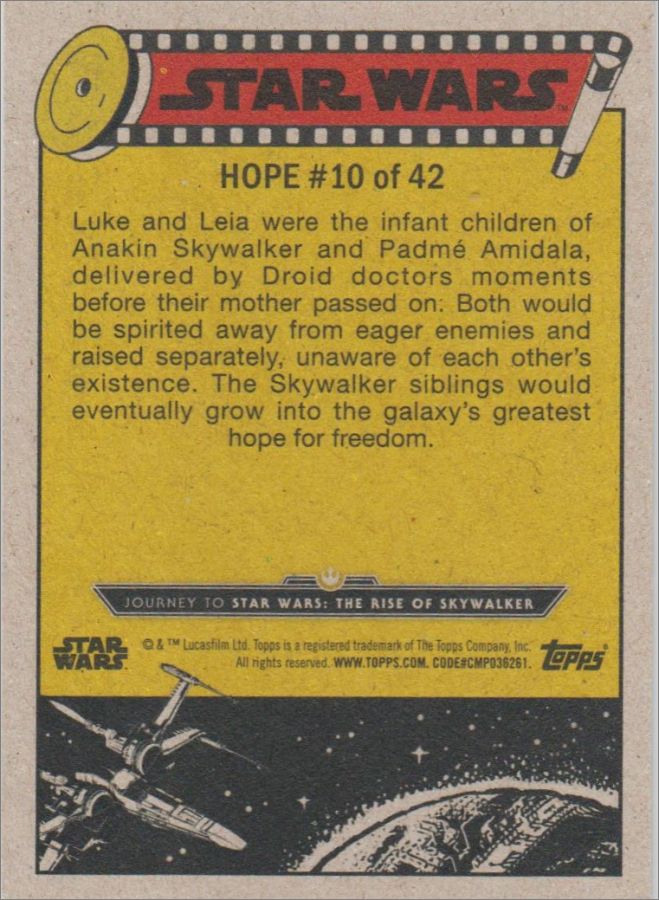 STAR WARS™
HOPE #10 of 42
Luke and Leia were the infant children of
Anakin Skywalker and Padmé Amidala,
delivered by Droid doctors moments
before their mother passed on. Both would
be spirited away from eager enemies and
raised separately, unaware of each other's
existence. The Skywalker siblings would
eventually grow into the galaxy's greatest
hope for freedom.
JOURNEY TO STAR WARS: THE RISE OF SKYWALKER
STAR
WARS
© & ™ Lucasfilm Ltd. Topps is a registered trademark of The Topps Company, Inc.
All rights reserved. WWW.TOPPS.COM. CODE#CMP036261.
Topps®